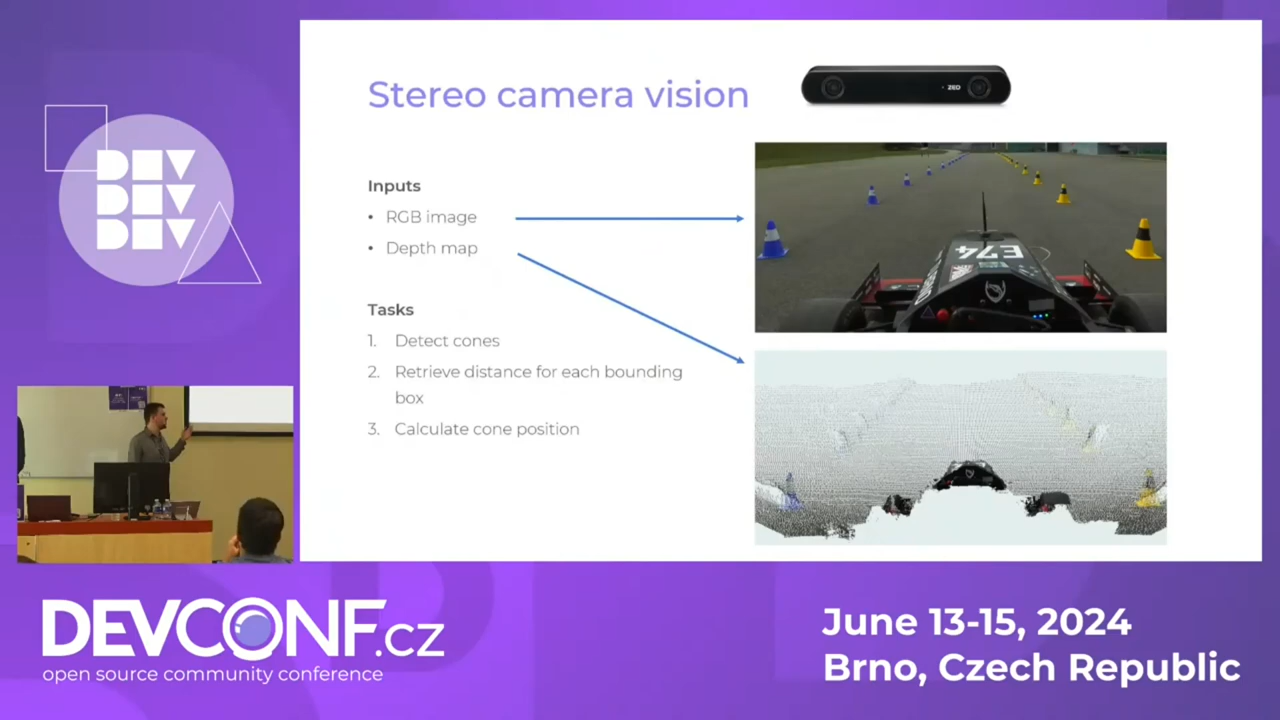 Stereo camera vision
ZED
Inputs
• RGB image
• Depth map
Tasks
1. Detect cones
2. Retrieve distance for each bounding
box
3. Calculate cone position
E74
DEV
DEV
DEV
DEVCONF.cz
open source community conference
June 13-15, 2024
Brno, Czech Republic